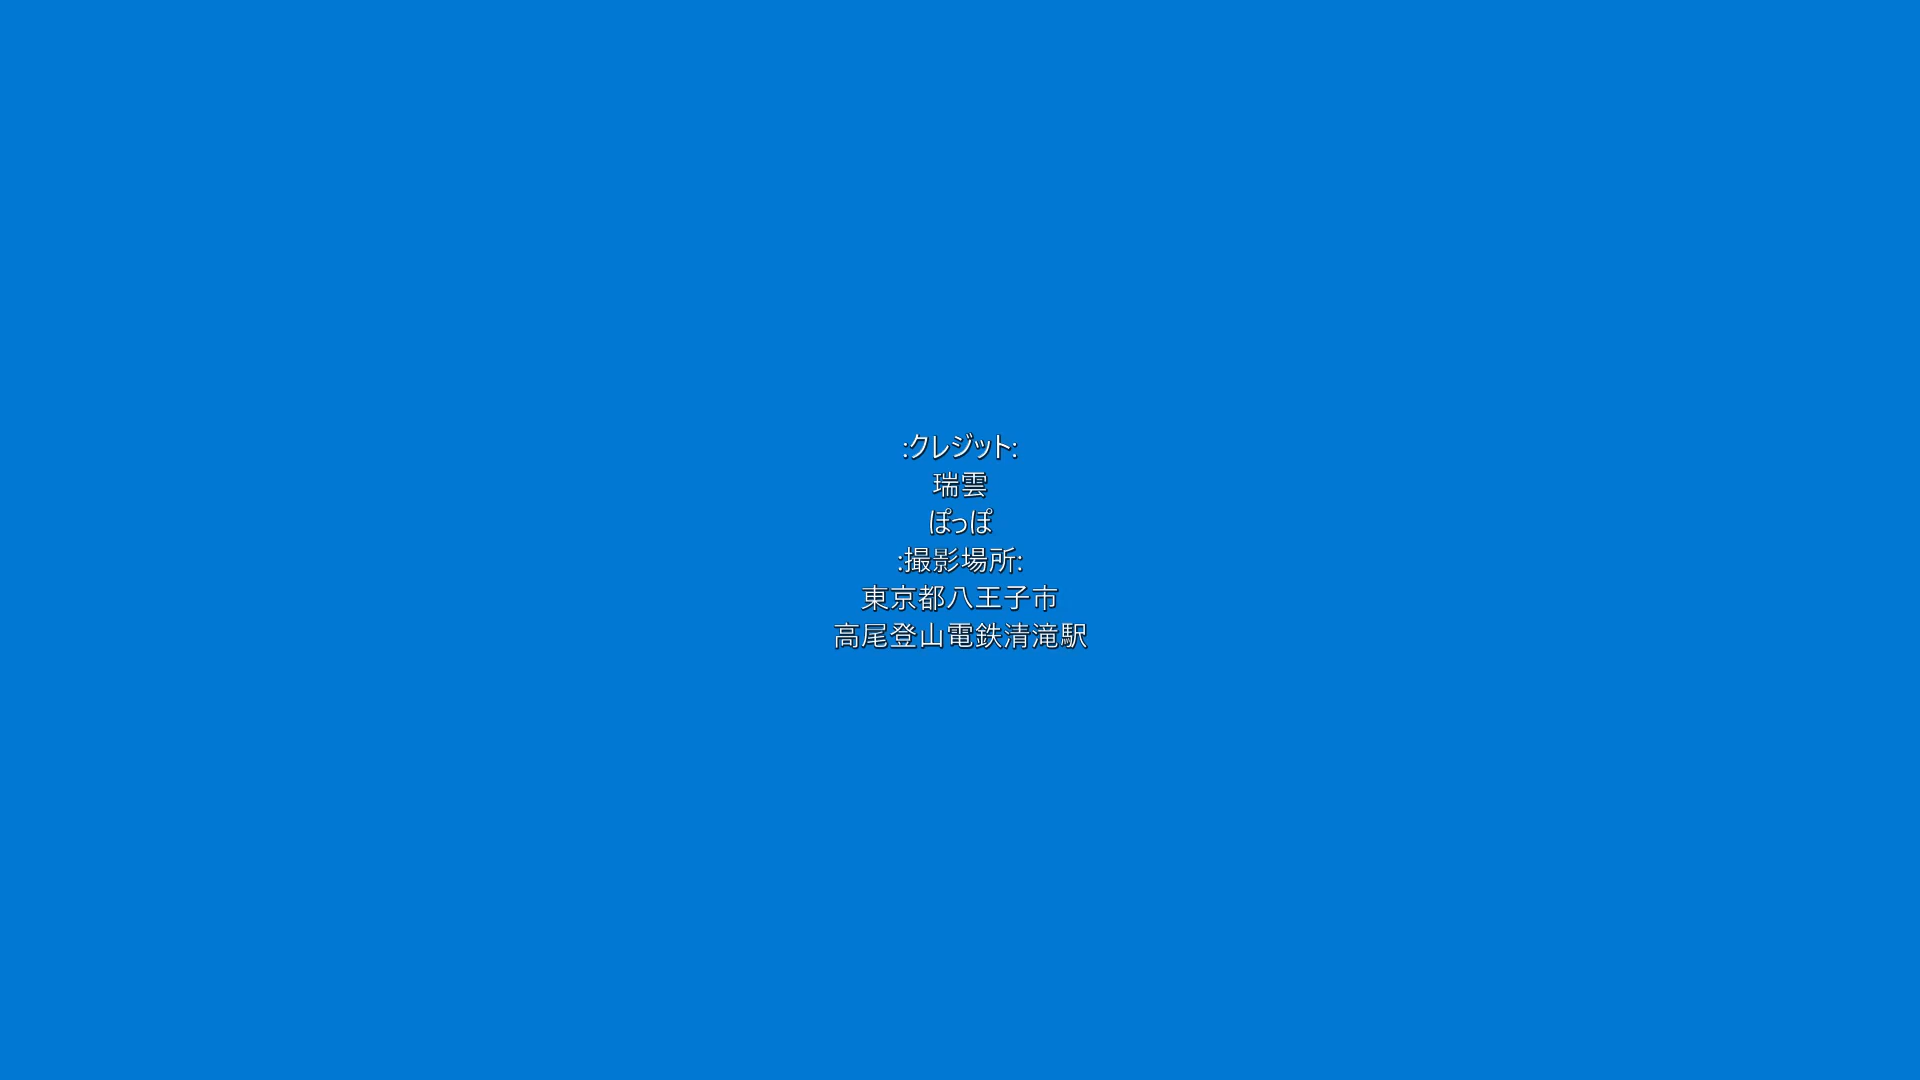 :クレジット:
瑞雲
ぽっぽ
:撮影場所:
東京都八王子市
高尾登山電鉄清滝駅